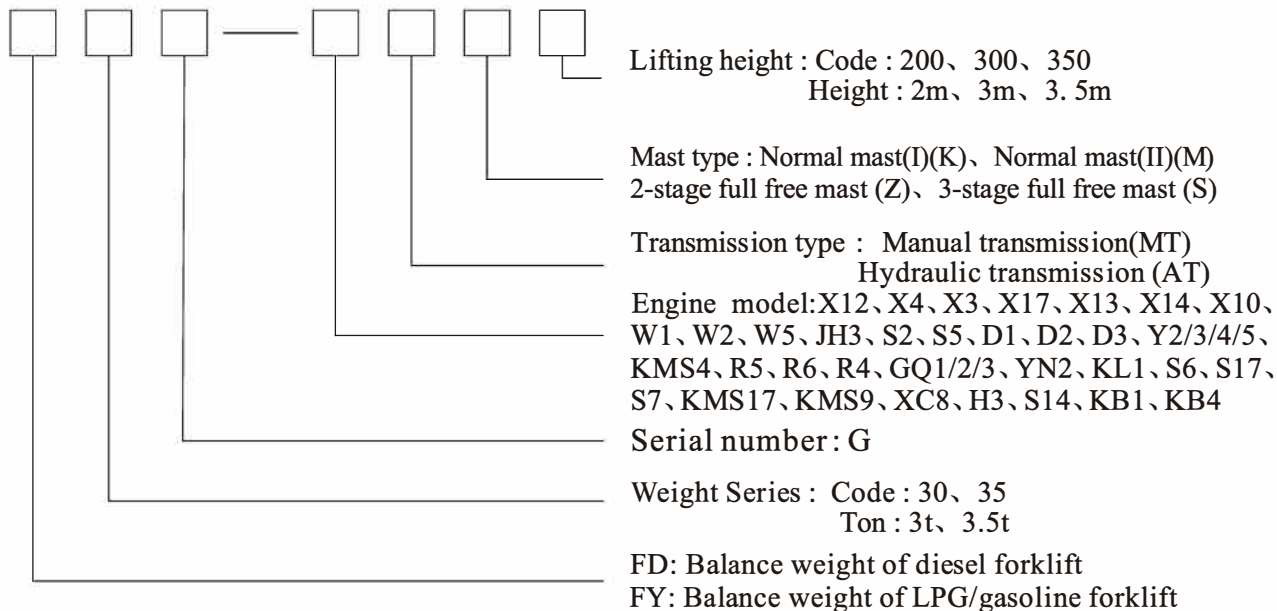 Lifting height : Code : 200、300、350
Height : 2m、3m、3. 5m
Mast type : Normal mast(I)(K)、Normal mast(II)(M)
2-stage full free mast (Z)、3-stage full free mast (S)
Transmission type : Manual transmission(MT)
Hydraulic transmission (AT)
Engine model:X12、X4、X3、X17、X13、X14、X10、
W1、W2、W5、JH3、S2、S5、D1、D2、D3、Y2/3/4/5、
KMS4、R5、R6、R4、GQ1/2/3、YN2、KL1、S6、S17、
S7、KMS17、KMS9、XC8、H3、S14、KB1、KB4
Serial number : G
Weight Series : Code : 30、35
Ton : 3t、3.5t
FD: Balance weight of diesel forklift
FY: Balance weight of LPG/gasoline forklift